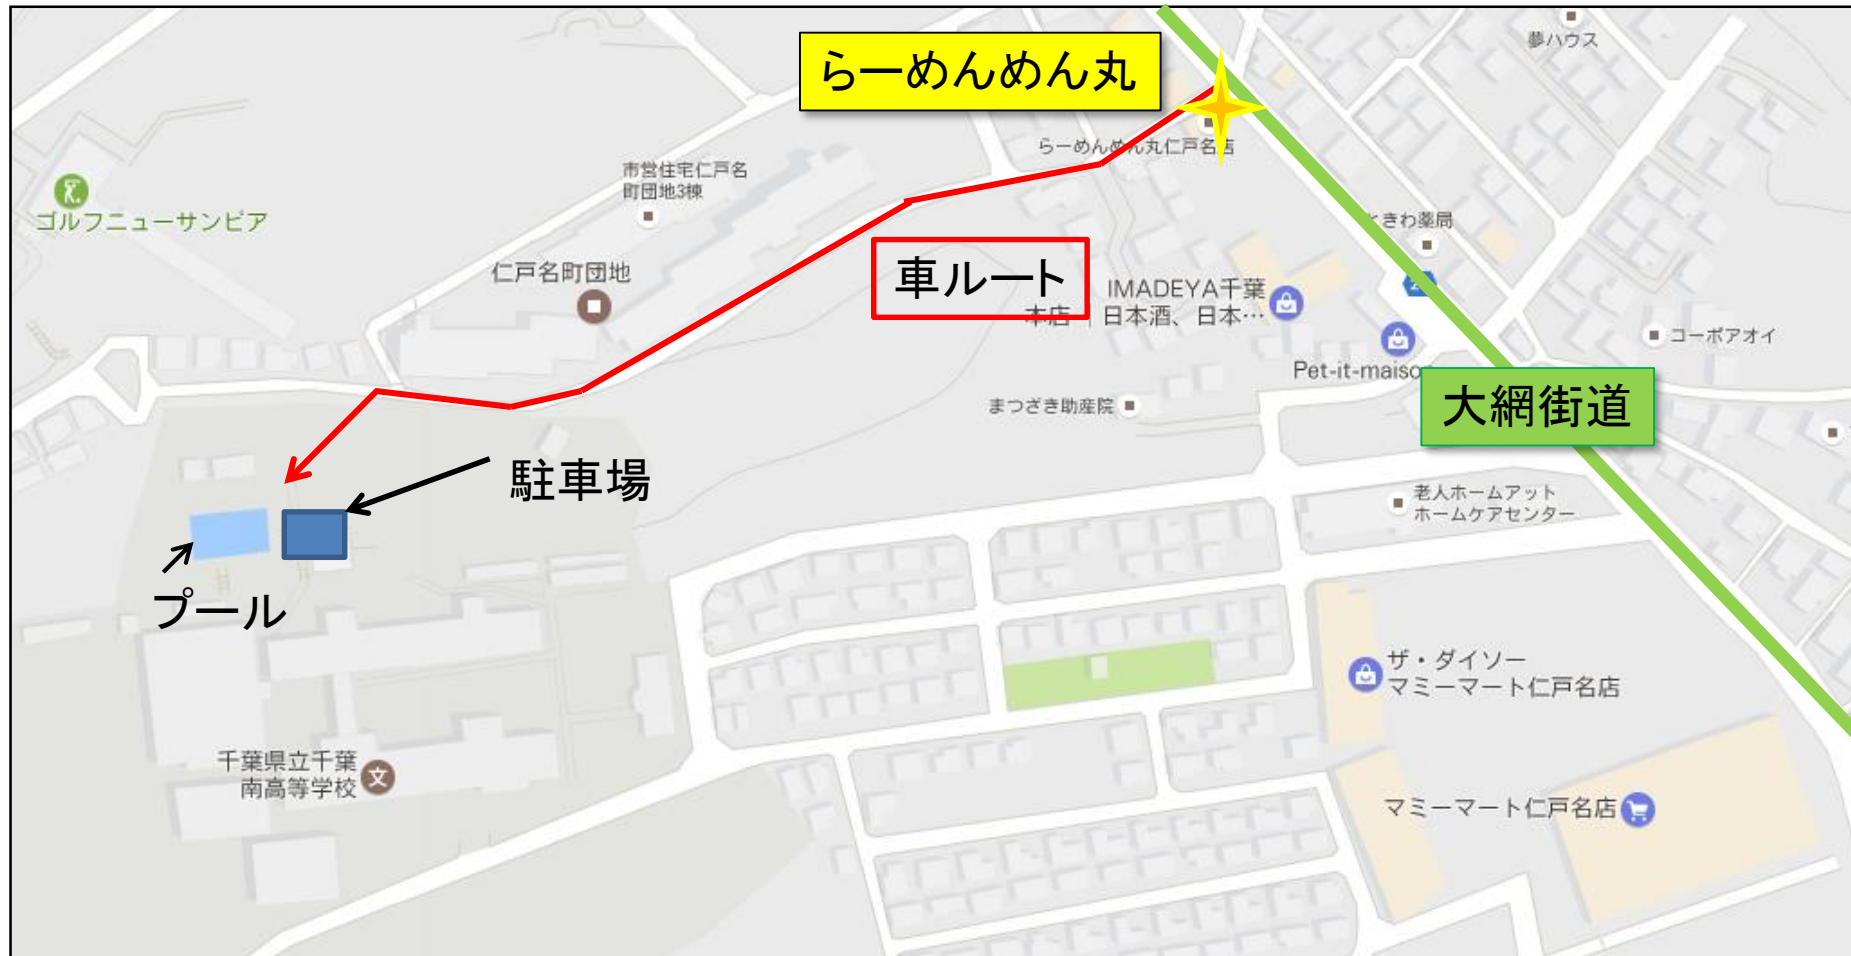 夢ハウス
らーめんめん丸
らーめんめん丸仁戸名店
市営住宅仁戸名
町団地3棟
ゴルフニューサンピア
ときわ薬局
仁戸名町団地
車ルート
IMADEYA千葉
本店｜日本酒、日本…
コーポアオイ
Pet-it-maison
大網街道
まつざき助産院
駐車場
老人ホームアット
ホームケアセンター
プール
ザ・ダイソー
マミーマート仁戸名店
千葉県立千葉
南高等学校
文
マミーマート仁戸名店